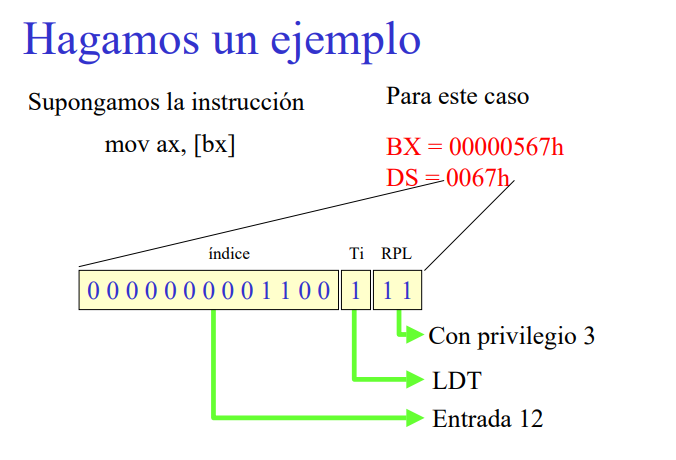 Hagamos un ejemplo
Supongamos la instrucción
mov ax, [bx]
Para este caso
BX = 00000567h
DS = 0067h
índice Ti RPL
0 0 0 0 0 0 0 0 0 1 1 0 0 1 1 1
Con privilegio 3
LDT
Entrada 12